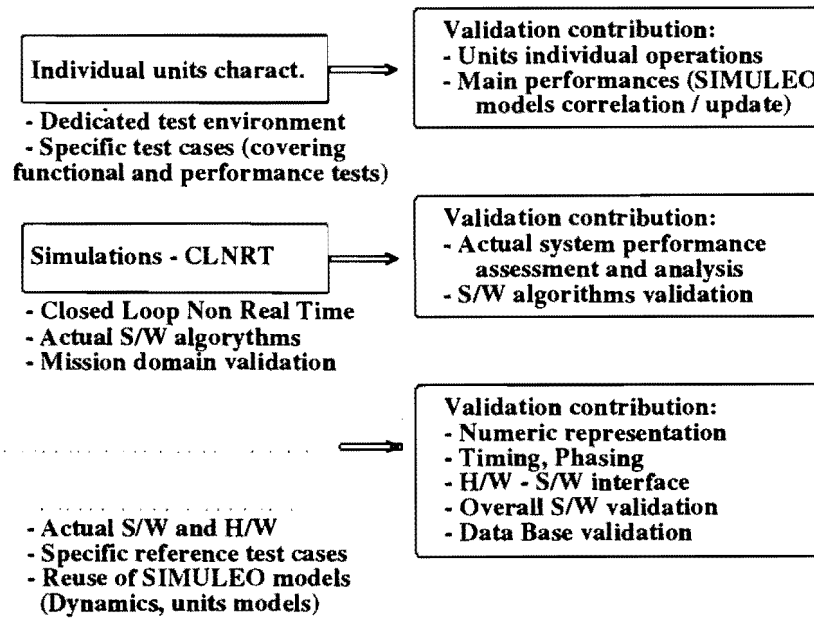 Individual units charact.
- Dedicated test environment
- Specific test cases (covering
functional and performance tests)
Validation contribution:
- Units individual operations
- Main performances (SIMULEO
models correlation / update)
Simulations - CLNRT
- Closed Loop Non Real Time
- Actual S/W algorythms
- Mission domain validation
Validation contribution:
- Actual system performance
assessment and analysis
- S/W algorithms validation
- Actual S/W and H/W
- Specific reference test cases
- Reuse of SIMULEO models
(Dynamics, units models)
Validation contribution:
- Numeric representation
- Timing, Phasing
- H/W - S/W interface
- Overall S/W validation
- Data Base validation